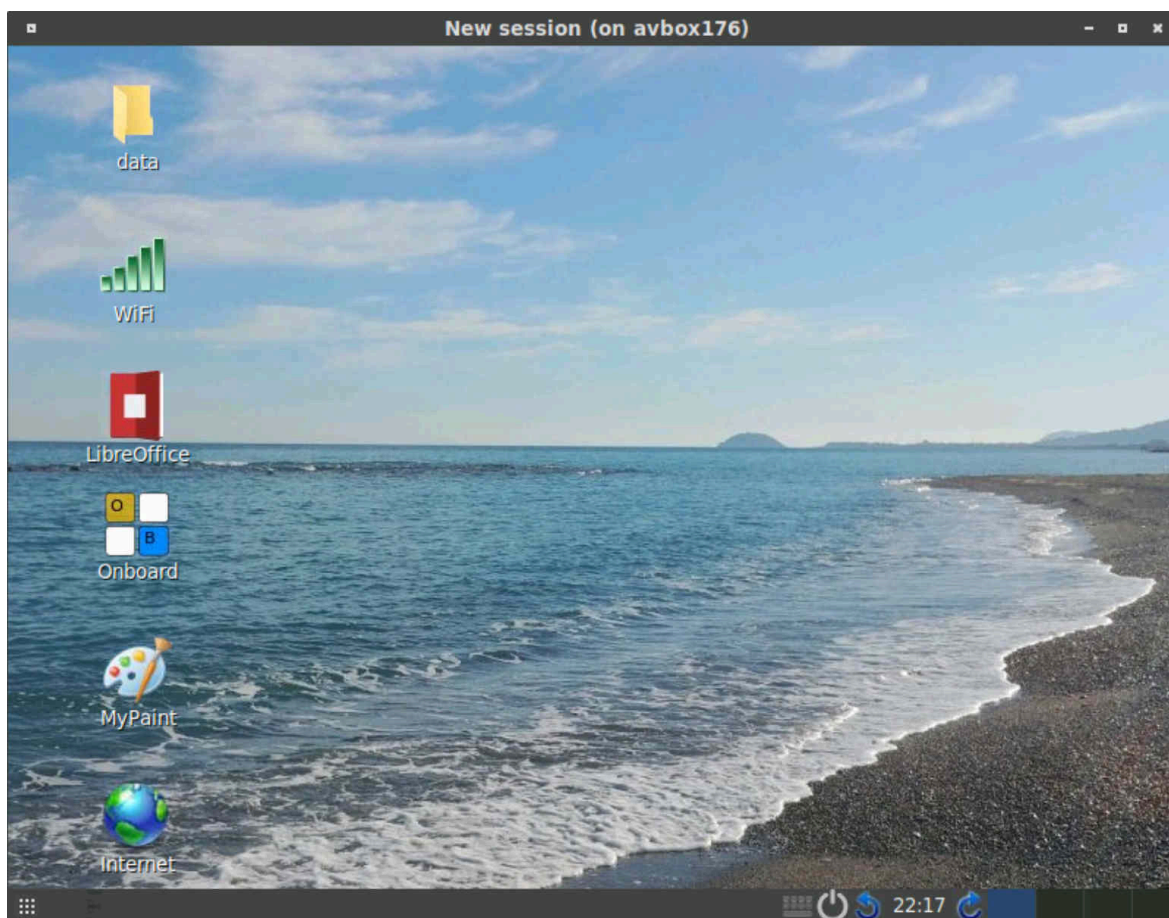 New session (on avbox176)
data
WiFi
LibreOffice
O
B
Onboard
MyPaint
Internet
22:17